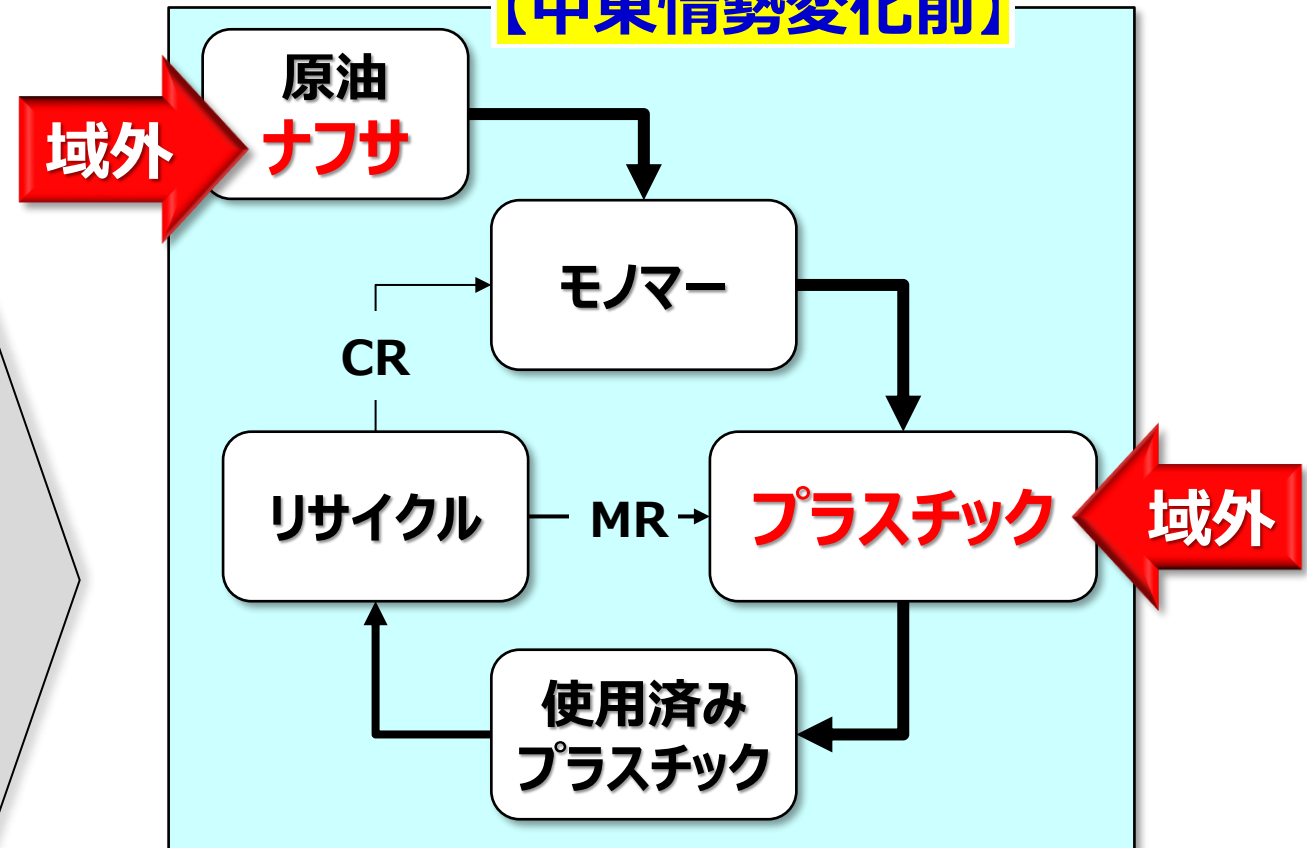 【中東情勢変化前】
原油
ナフサ
域外
モノマー
CR
リサイクル
MR
プラスチック
域外
使用済み
プラスチック